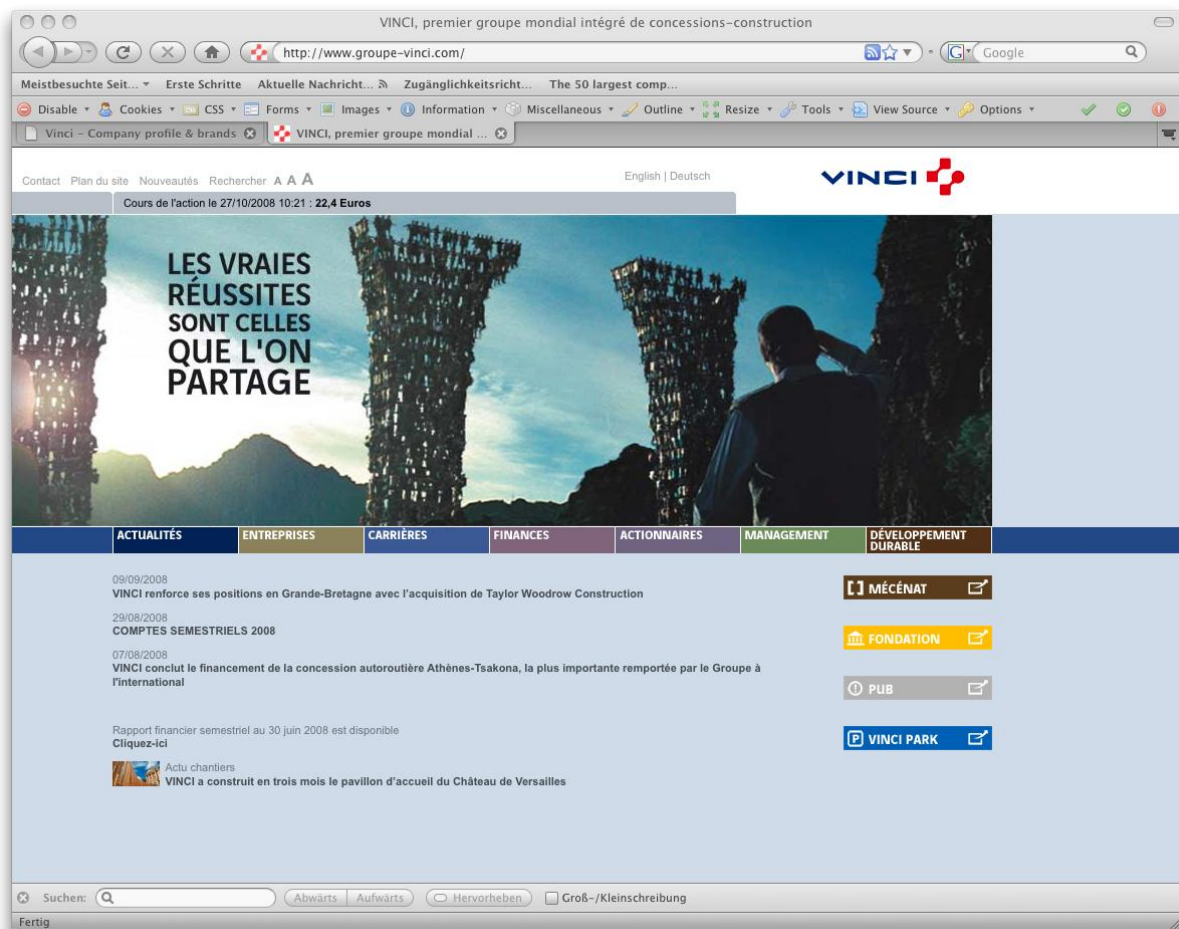 VINCI, premier groupe mondial intégré de concessions-construction
http://www.groupe-vinci.com/
G Google
Meistbesuchte Seit... Erste Schritte Aktuelle Nachricht... Zugänglichkeitsricht... The 50 largest comp...
Disable Cookies CSS Forms Images Information Miscellaneous Outline Resize Tools View Source Options
Vinci – Company profile & brands VINCI, premier groupe mondial ...
Contact Plan du site Nouveautés Rechercher A A A English | Deutsch VINCI
Cours de l'action le 27/10/2008 10:21 : 22,4 Euros
LES VRAIES
RÉUSSITES
SONT CELLES
QUE L'ON
PARTAGE
ACTUALITÉS ENTREPRISES CARRIÈRES FINANCES ACTIONNAIRES MANAGEMENT DÉVELOPPEMENT
DURABLE
09/09/2008
VINCI renforce ses positions en Grande-Bretagne avec l'acquisition de Taylor Woodrow Construction
29/08/2008
COMPTES SEMESTRIELS 2008
07/08/2008
VINCI conclut le financement de la concession autoroutière Athènes-Tsakona, la plus importante remportée par le Groupe à
l'international
Rapport financier semestriel au 30 juin 2008 est disponible
Cliquez-ici
Actu chantiers
VINCI a construit en trois mois le pavillon d'accueil du Château de Versailles
MÉCÉNAT
FONDATION
PUB
P VINCI PARK
Suchen: Abwärts Aufwärts Hervorheben Groß-/Kleinschreibung
Fertig